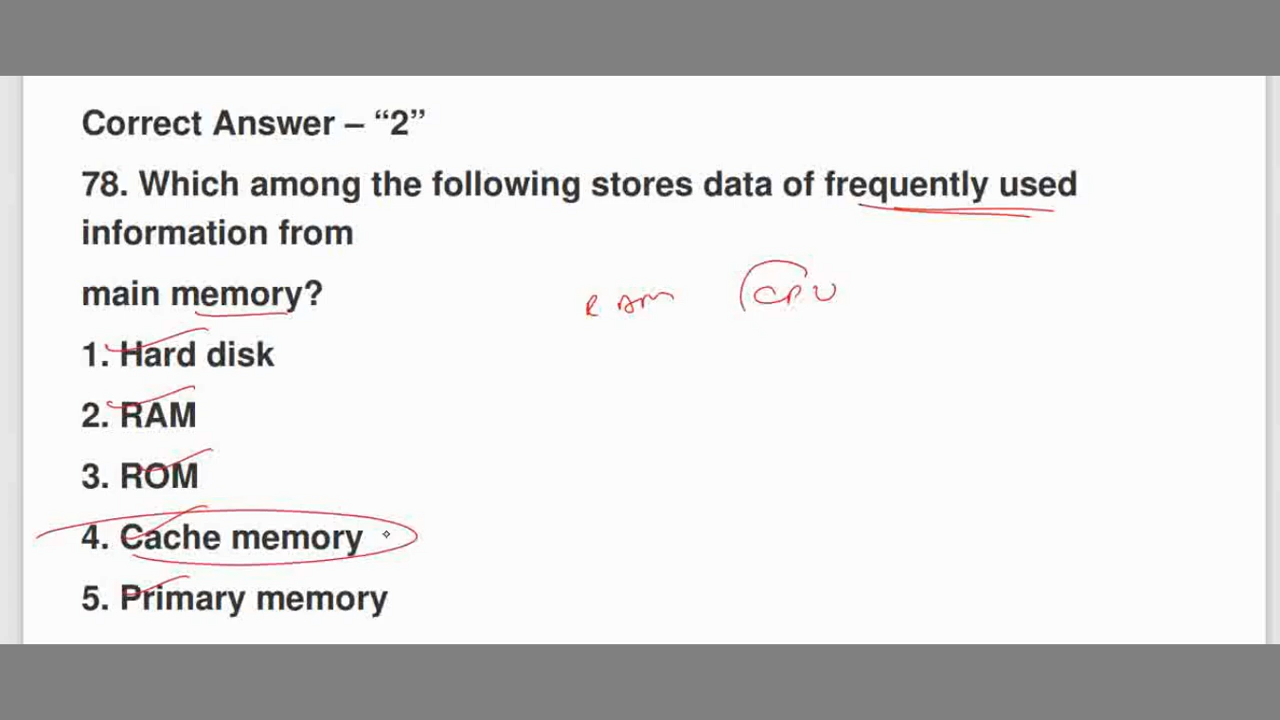 Correct Answer – “2”
78. Which among the following stores data of frequently used
information from
main memory?
RAM CPU
1. Hard disk
2. RAM
3. ROM
4. Cache memory
5. Primary memory